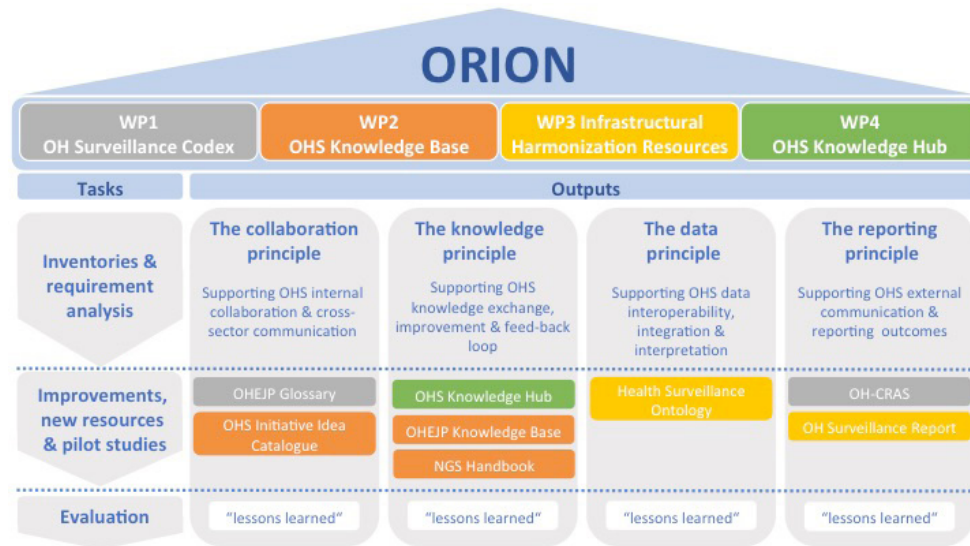 ORION
WP1
OH Surveillance Codex
WP2
OHS Knowledge Base
WP3 Infrastructural
Harmonization Resources
WP4
OHS Knowledge Hub
Tasks
Outputs
Inventories &
requirement
analysis
The collaboration
principle
Supporting OHS internal
collaboration & cross-
sector communication
The knowledge
principle
Supporting OHS
knowledge exchange,
improvement & feed-back
loop
The data
principle
Supporting OHS data
interoperability,
integration &
interpretation
The reporting
principle
Supporting OHS external
communication &
reporting outcomes
Improvements,
new resources
& pilot studies
OHEJP Glossary
OHS Initiative Idea
Catalogue
OHS Knowledge Hub
OHEJP Knowledge Base
NGS Handbook
Health Surveillance
Ontology
OH-CRAS
OH Surveillance Report
Evaluation
"lessons learned"
"lessons learned"
"lessons learned"
"lessons learned"